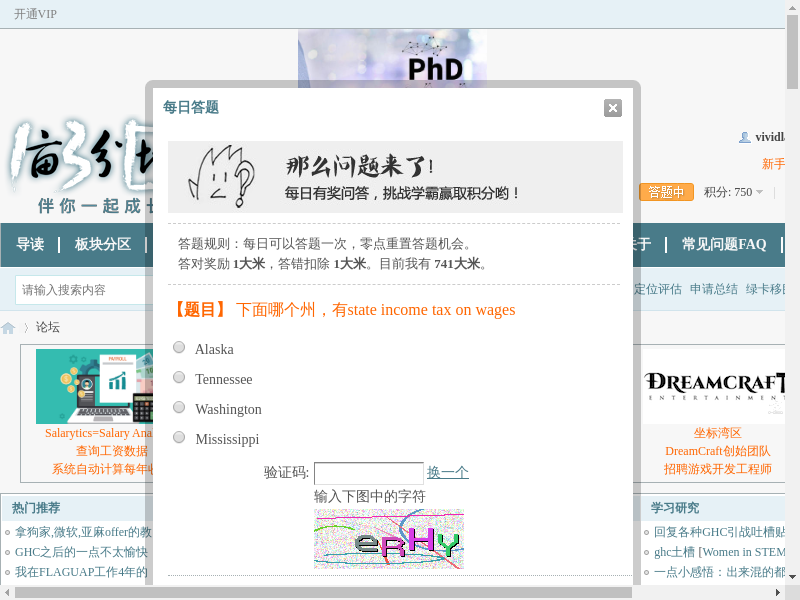 开通VIP
PhD
每日答题
那么问题来了!
每日有奖问答，挑战学霸赢取积分哟！
答题规则：每日可以答题一次，零点重置答题机会。
答对奖励 1大米，答错扣除 1大米。目前我有 741大米。
【题目】 下面哪个州，有state income tax on wages
Alaska
Tennessee
Washington
Mississippi
验证码: 换一个
输入下图中的字符
eRHY
伴你一起成长
vividla
新手
答题中 积分: 750
导读 板块分区 关于 常见问题FAQ
请输入搜索内容 定位评估 申请总结 绿卡移民
论坛
PAYROLL
Salarytics=Salary Ana
查询工资数据
系统自动计算每年收
DREAMCRAFT
ENTERTAINMENT
坐标湾区
DreamCraft创始团队
招聘游戏开发工程师
热门推荐
拿狗家,微软,亚麻offer的教
GHC之后的一点不太愉快
我在FLAGUAP工作4年的
学习研究
回复各种GHC引战吐槽贴
ghc土槽 [Women in STEM
一点小感悟：出来混的都